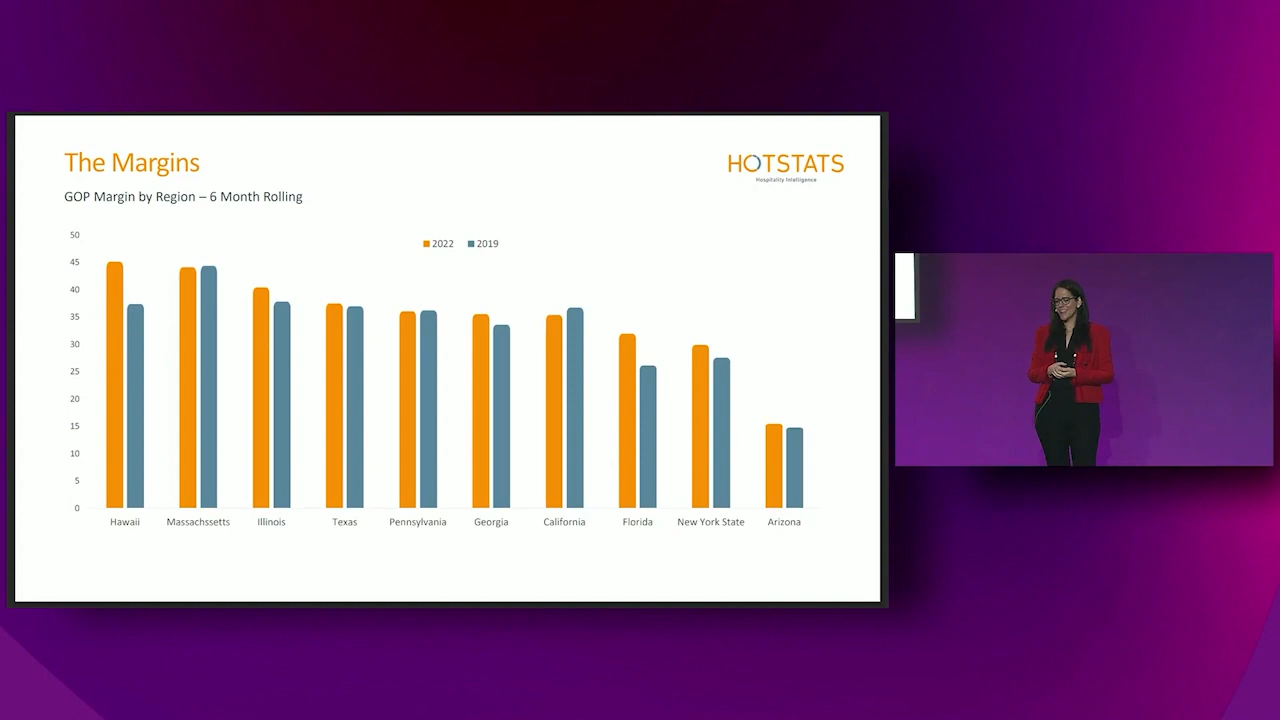 The Margins
HOTSTATS
Hospitality Intelligence
GOP Margin by Region – 6 Month Rolling
2022 2019
50
45
40
35
30
25
20
15
10
5
0
Hawaii Massachssetts Illinois Texas Pennsylvania Georgia California Florida New York State Arizona